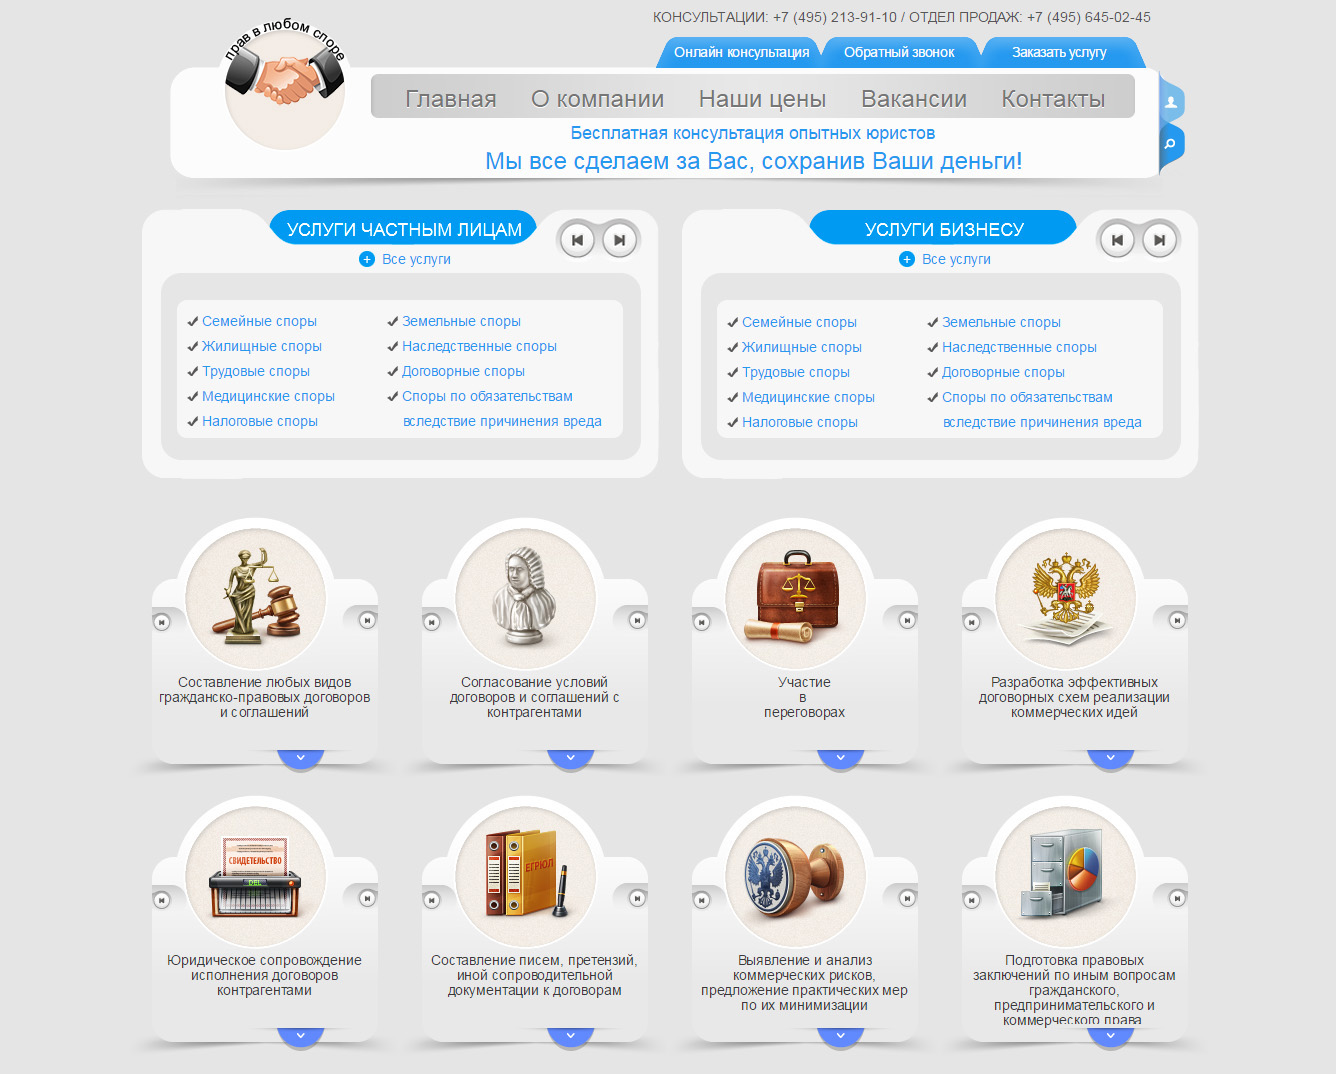 КОНСУЛЬТАЦИИ: +7 (495) 213-91-10 / ОТДЕЛ ПРОДАЖ: +7 (495) 645-02-45
прав в любом споре
Онлайн консультация
Обратный звонок
Заказать услугу
Главная
О компании
Наши цены
Вакансии
Контакты
Бесплатная консультация опытных юристов
Мы все сделаем за Вас, сохранив Ваши деньги!
УСЛУГИ ЧАСТНЫМ ЛИЦАМ
Все услуги
Семейные споры
Жилищные споры
Трудовые споры
Медицинские споры
Налоговые споры
Земельные споры
Наследственные споры
Договорные споры
Споры по обязательствам
вследствие причинения вреда
УСЛУГИ БИЗНЕСУ
Все услуги
Семейные споры
Жилищные споры
Трудовые споры
Медицинские споры
Налоговые споры
Земельные споры
Наследственные споры
Договорные споры
Споры по обязательствам
вследствие причинения вреда
Составление любых видов
гражданско-правовых договоров
и соглашений
Согласование условий
договоров и соглашений с
контрагентами
Участие
в
переговорах
Разработка эффективных
договорных схем реализации
коммерческих идей
СВИДЕТЕЛЬСТВО
DEL
Юридическое сопровождение
исполнения договоров
контрагентами
ЕГРЮЛ
Составление писем, претензий,
иной сопроводительной
документации к договорам
Выявление и анализ
коммерческих рисков,
предложение практических мер
по их минимизации
Подготовка правовых
заключений по иным вопросам
гражданского,
предпринимательского и
коммерческого права